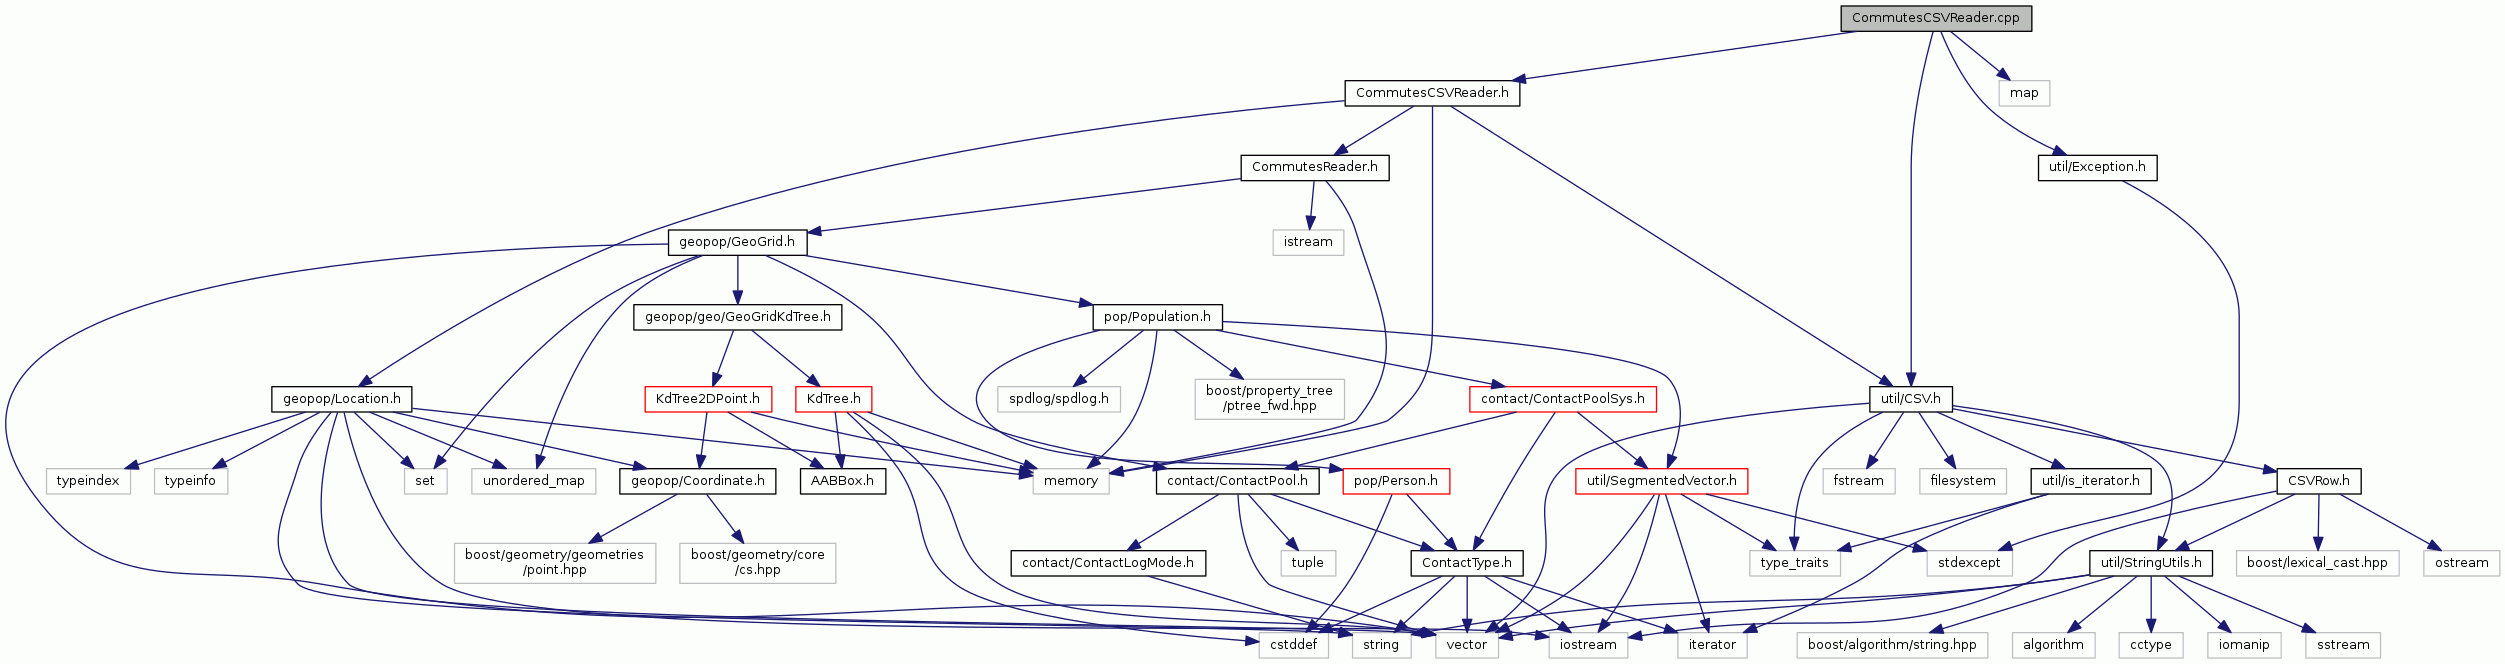 CommutesCSVReader.cpp
CommutesCSVReader.h
map
CommutesReader.h
util/Exception.h
geopop/GeoGrid.h
istream
geopop/geo/GeoGridKdTree.h
pop/Population.h
geopop/Location.h
KdTree2DPoint.h
KdTree.h
spdlog/spdlog.h
boost/property_tree
/ptree_fwd.hpp
contact/ContactPoolSys.h
util/CSV.h
typeindex
typeinfo
set
unordered_map
geopop/Coordinate.h
AABBox.h
memory
contact/ContactPool.h
pop/Person.h
util/SegmentedVector.h
fstream
filesystem
util/is_iterator.h
CSVRow.h
boost/geometry/geometries
/point.hpp
boost/geometry/core
/cs.hpp
contact/ContactLogMode.h
tuple
ContactType.h
type_traits
stdexcept
util/StringUtils.h
boost/lexical_cast.hpp
ostream
cstddef
string
vector
iostream
iterator
boost/algorithm/string.hpp
algorithm
cctype
iomanip
sstream